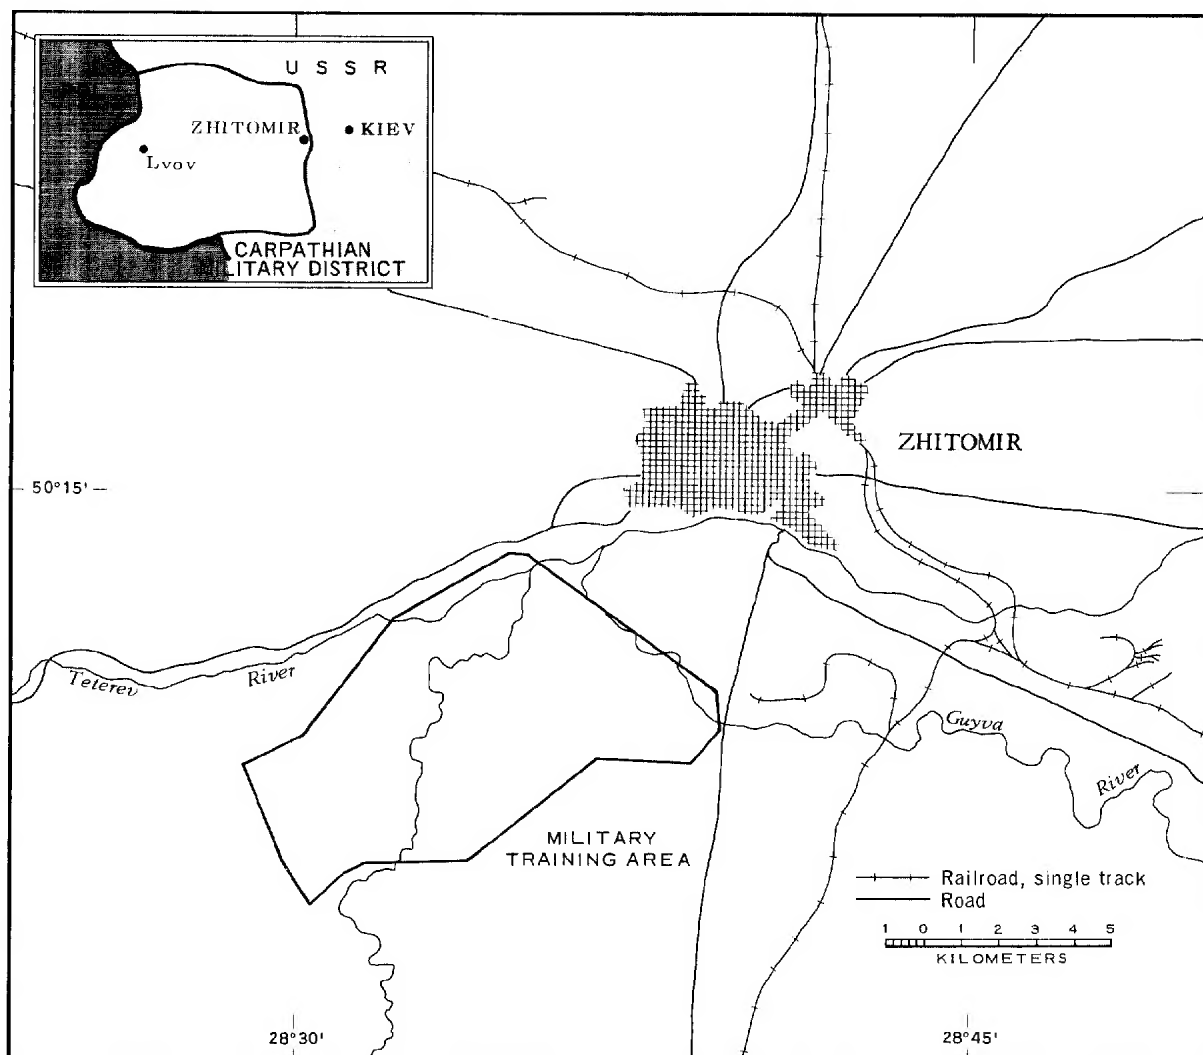 U S S R
ZHITOMIR
KIEV
Lvov
CARPATHIAN
MILITARY DISTRICT
ZHITOMIR
50°15'
Teterev River
Guyva
River
MILITARY
TRAINING AREA
Railroad, single track
Road
1 0 1 2 3 4 5
KILOMETERS
28°30'
28°45'